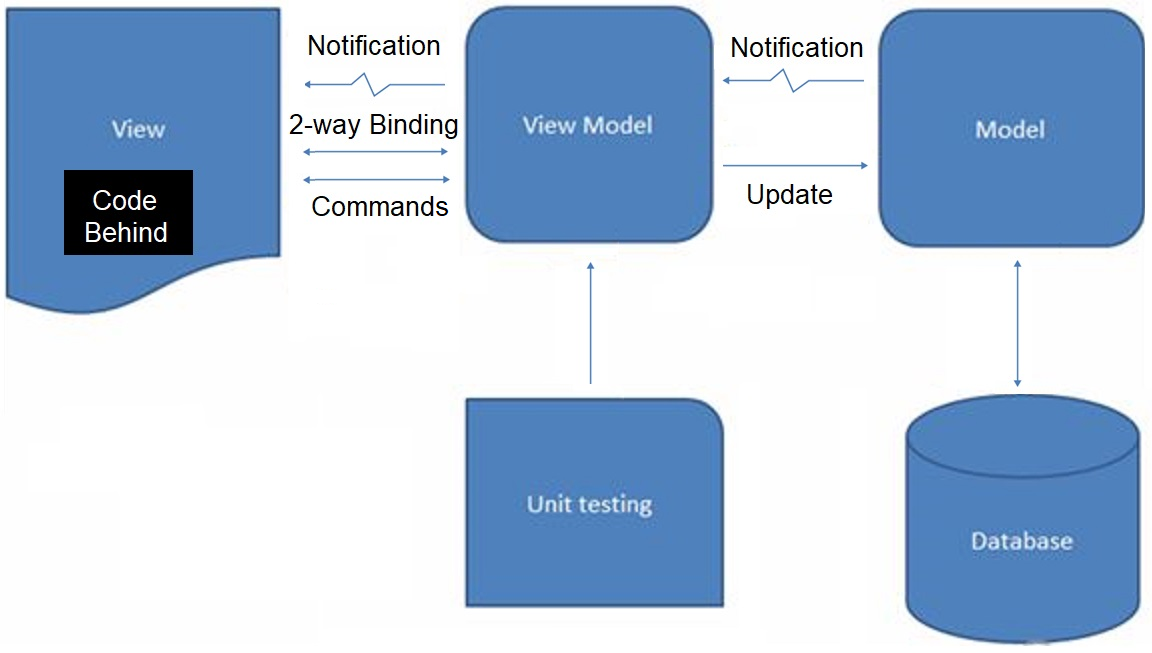 Notification
Notification
View
2-way Binding
View Model
Model
Code
Behind
Commands
Update
Unit testing
Database